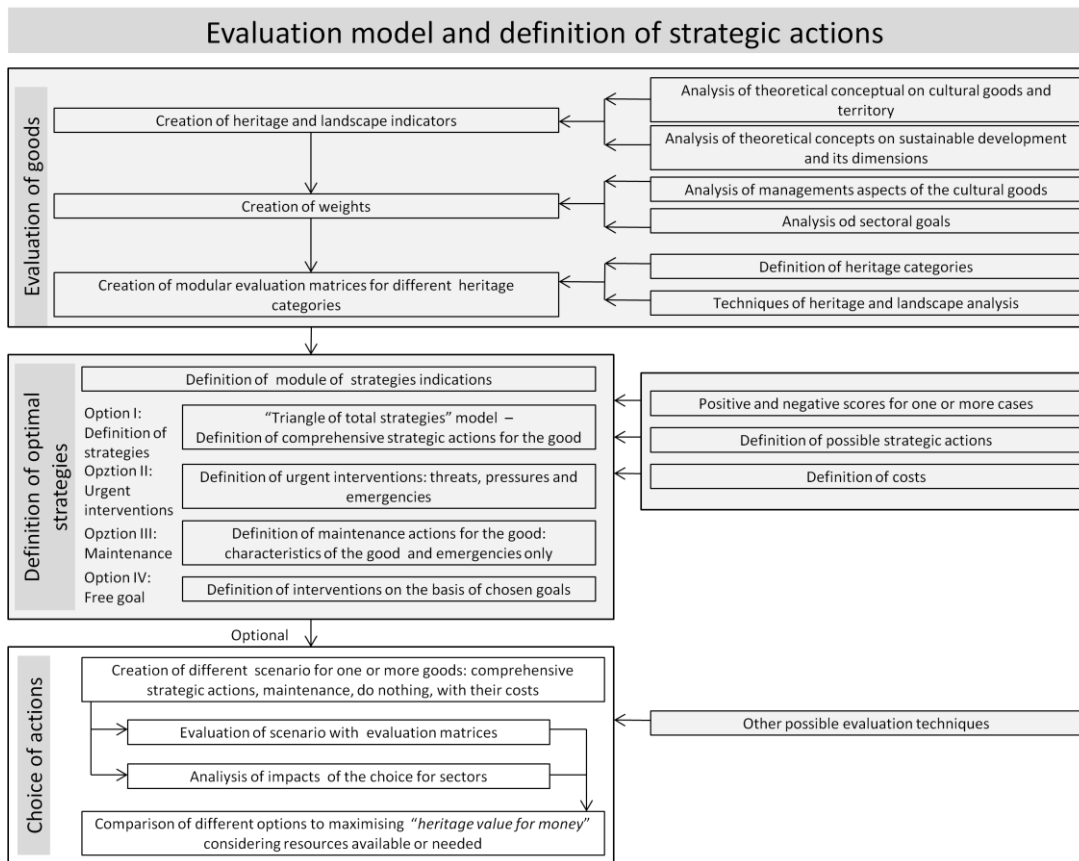 Evaluation model and definition of strategic actions
Evaluation of goods
Creation of heritage and landscape indicators
Analysis of theoretical conceptual on cultural goods and
territory
Analysis of theoretical concepts on sustainable development
and its dimensions
Creation of weights
Analysis of managements aspects of the cultural goods
Analysis od sectoral goals
Creation of modular evaluation matrices for different heritage
categories
Definition of heritage categories
Techniques of heritage and landscape analysis
Definition of optimal
strategies
Definition of module of strategies indications
Option I:
Definition of
strategies
"Triangle of total strategies" model –
Definition of comprehensive strategic actions for the good
Opztion II:
Urgent
interventions
Definition of urgent interventions: threats, pressures and
emergencies
Opztion III:
Maintenance
Definition of maintenance actions for the good:
characteristics of the good and emergencies only
Option IV:
Free goal
Definition of interventions on the basis of chosen goals
Positive and negative scores for one or more cases
Definition of possible strategic actions
Definition of costs
Optional
Choice of actions
Creation of different scenario for one or more goods: comprehensive
strategic actions, maintenance, do nothing, with their costs
Evaluation of scenario with evaluation matrices
Analiysis of impacts of the choice for sectors
Comparison of different options to maximising "heritage value for money"
considering resources available or needed
Other possible evaluation techniques